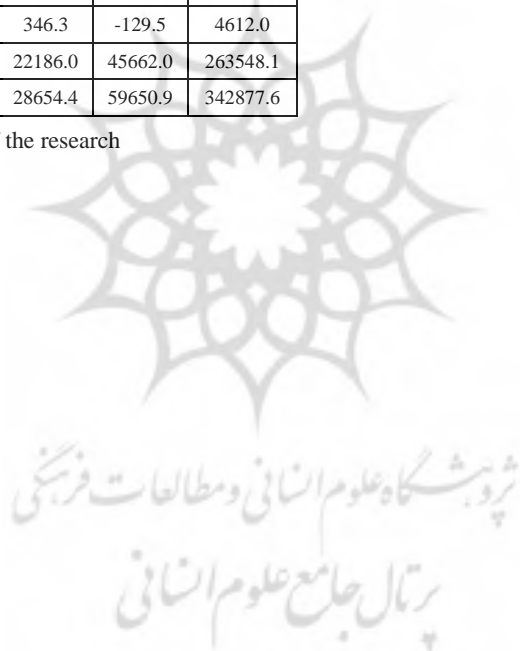 346.3 -129.5 4612.0
22186.0 45662.0 263548.1
28654.4 59650.9 342877.6
the research
پژوهشگاه علوم انسانی و مطالعات فرهنگی
پرتال جامع علوم انسانی